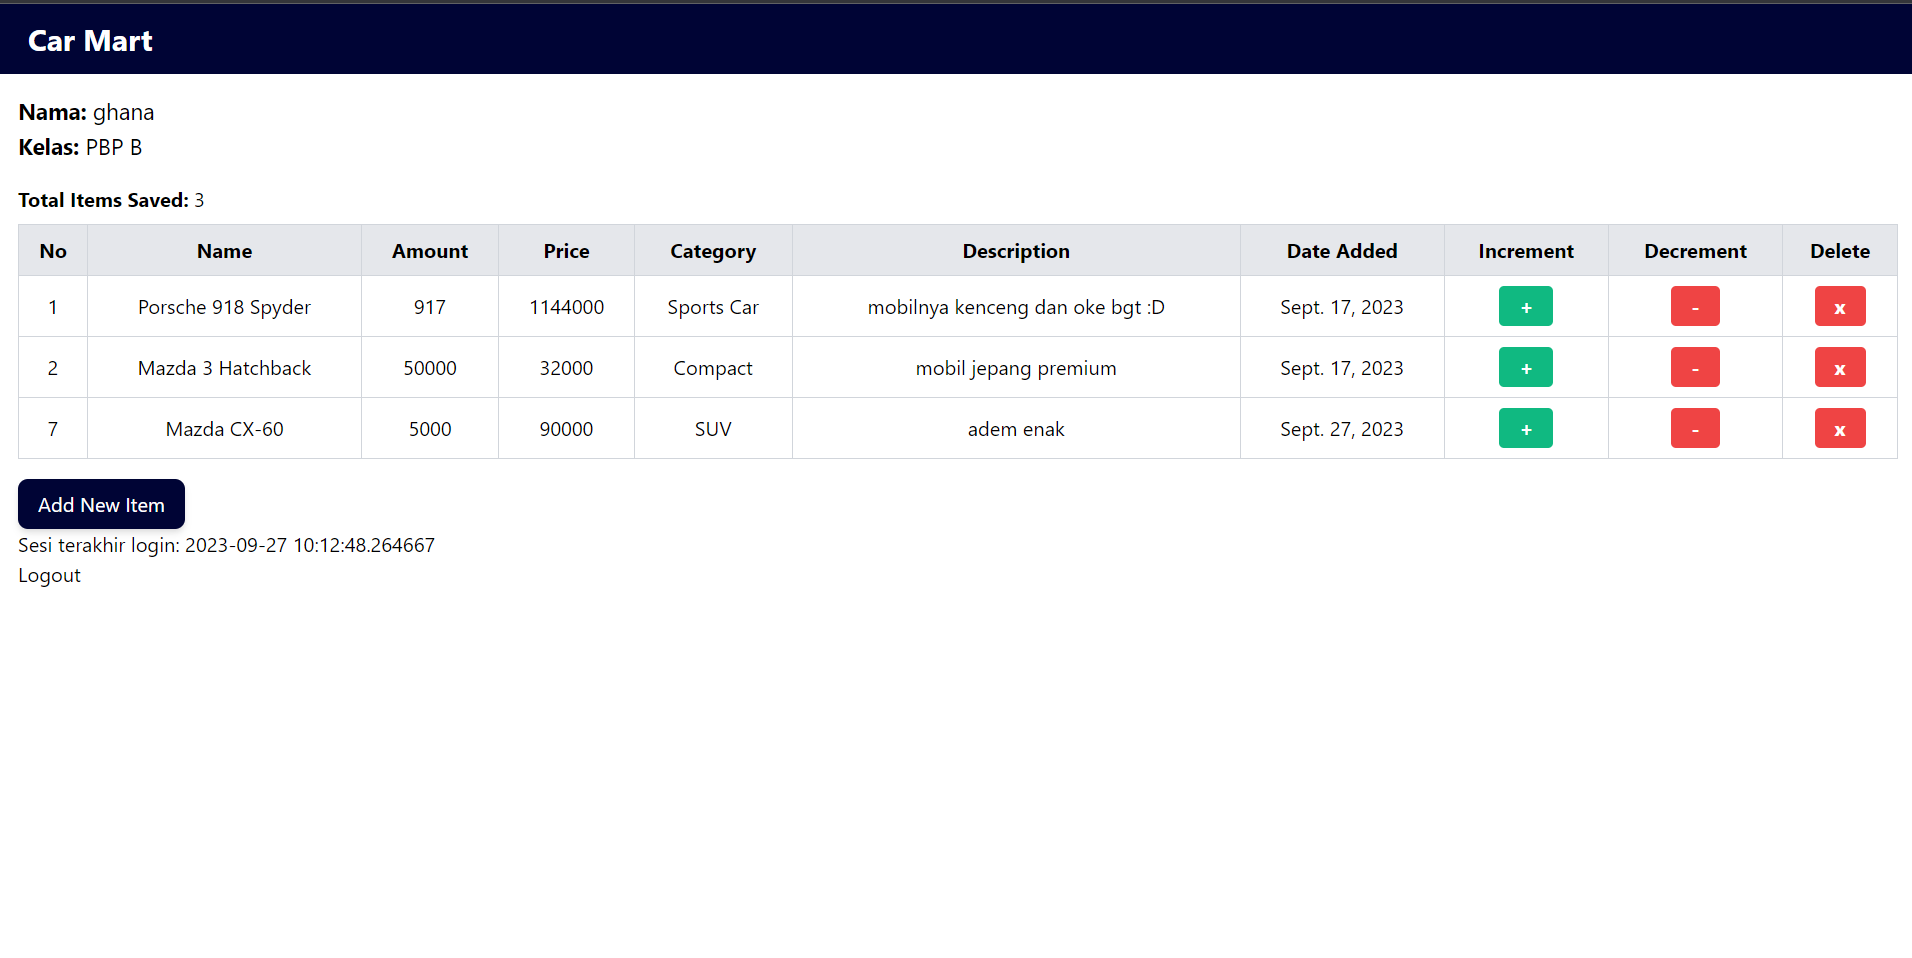 Car Mart
Nama: ghana
Kelas: PBP B
Total Items Saved: 3
No Name Amount Price Category Description Date Added Increment Decrement Delete
1 Porsche 918 Spyder 917 1144000 Sports Car mobilnya kenceng dan oke bgt :D Sept. 17, 2023 + - x
2 Mazda 3 Hatchback 50000 32000 Compact mobil jepang premium Sept. 17, 2023 + - x
7 Mazda CX-60 5000 90000 SUV adem enak Sept. 27, 2023 + - x
Add New Item
Sesi terakhir login: 2023-09-27 10:12:48.264667
Logout